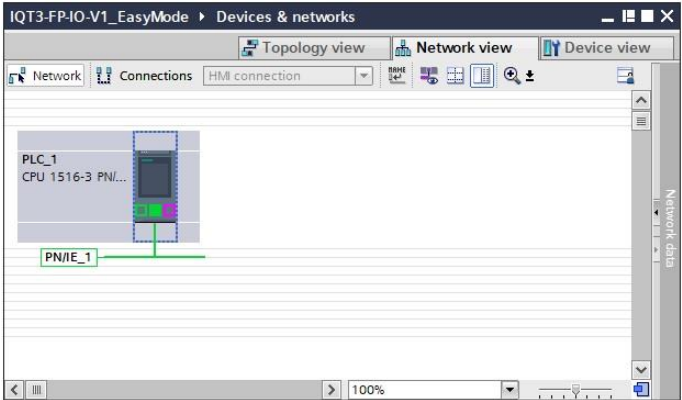 IQT3-FP-IO-V1_EasyMode ▸ Devices & networks
Topology view
Network view
Device view
Network
Connections
HMI connection
NAME
PLC_1
CPU 1516-3 PN/...
PN/IE_1
Network data
100%